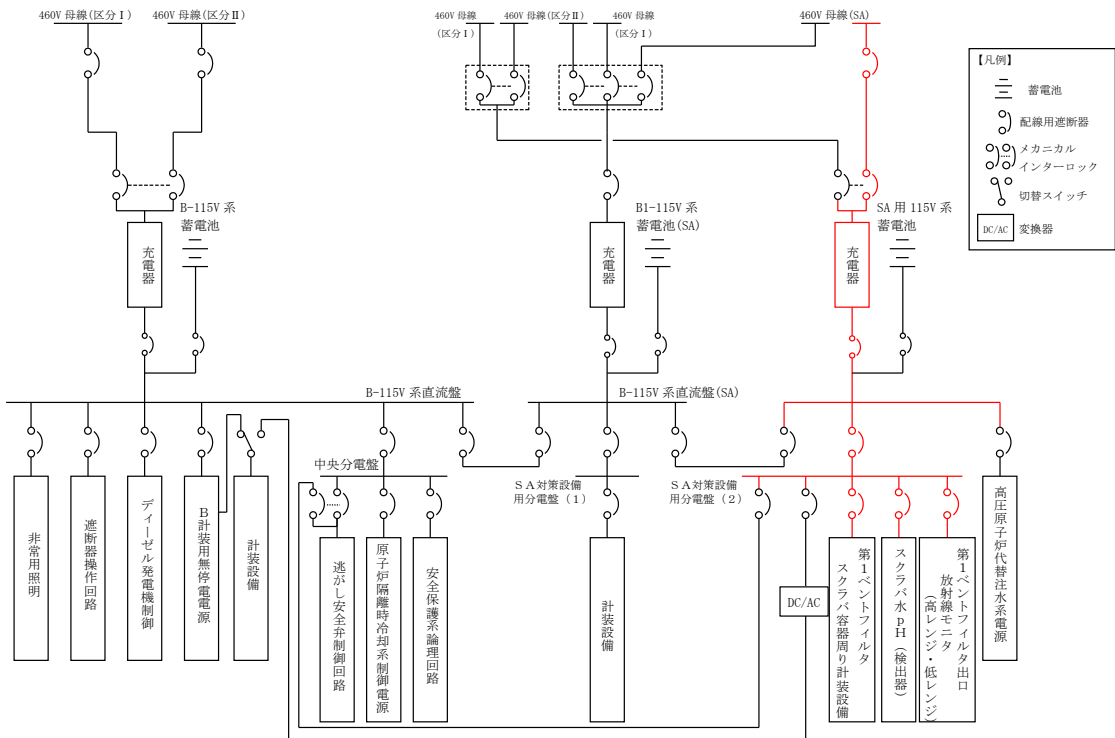 460V 母線(区分Ⅰ)
460V 母線(区分Ⅱ)
460V 母線
(区分Ⅰ)
460V 母線(区分Ⅱ)
460V 母線
(区分Ⅰ)
460V 母線(SA)
【凡例】
蓄電池
配線用遮断器
メカニカル
インターロック
切替スイッチ
DC/AC
変換器
B-115V 系
蓄電池
充電器
B1-115V 系
蓄電池(SA)
充電器
SA 用 115V 系
蓄電池
充電器
B-115V 系直流盤
B-115V 系直流盤(SA)
中央分電盤
SA対策設備
用分電盤(1)
SA対策設備
用分電盤(2)
非常用照明
遮断器操作回路
ディーゼル発電機制御
B計装用無停電電源
計装設備
逃がし安全弁制御回路
原子炉隔離時冷却系制御電源
安全保護系論理回路
計装設備
DC/AC
第1ベントフィルタ
スクラバ容器周り計装設備
スクラバ水pH(検出器)
第1ベントフィルタ出口
放射線モニタ
(高レンジ・低レンジ)
高圧原子炉代替注水系電源